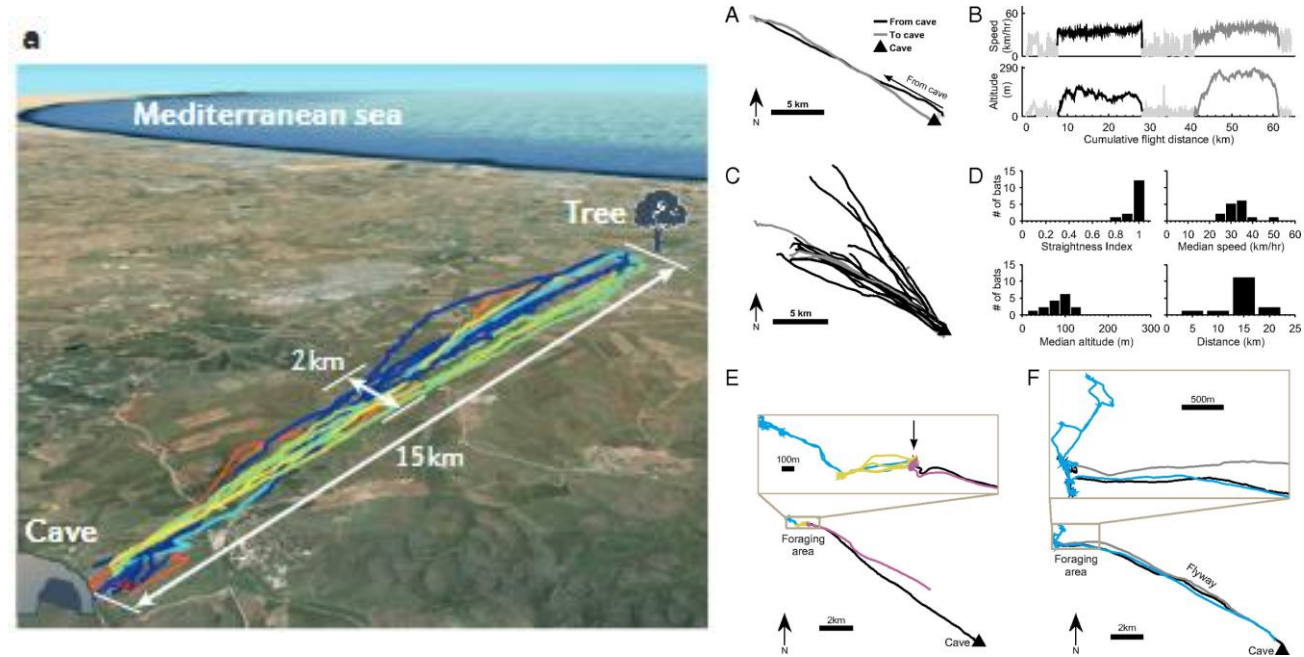 a
Mediterranean sea
Tree
2km
15km
Cave
A
From cave
To cave
Cave
From cave
N
5 km
B
Speed
(km/hr)
60
0
Altitude
(m)
290
0
0 10 20 30 40 50 60
Cumulative flight distance (km)
C
N
5 km
D
# of bats
15
10
5
0
0 0.2 0.4 0.6 0.8 1
Straightness Index
0 10 20 30 40 50 60
Median speed (km/hr)
# of bats
15
10
5
0
0 100 200 300
Median altitude (m)
0 5 10 15 20 25
Distance (km)
E
100m
Foraging
area
N
2km
Cave
F
500m
Foraging
area
Flyway
N
2km
Cave